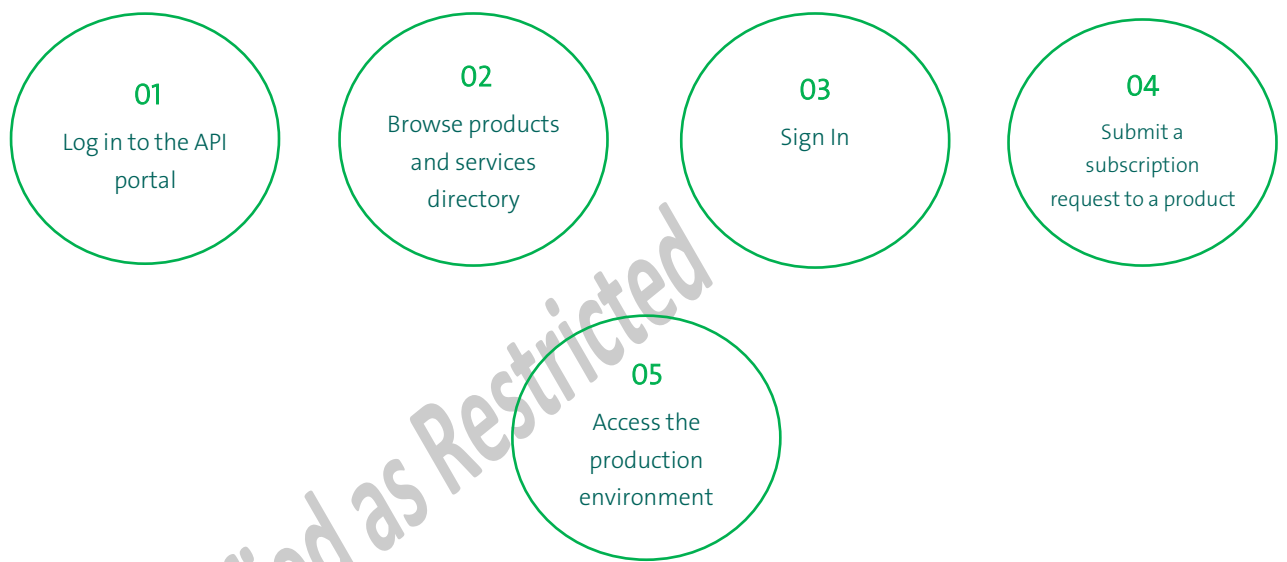 01
Log in to the API
portal
02
Browse products
and services
directory
03
Sign In
04
Submit a
subscription
request to a product
05
Access the
production
environment
as Restricted